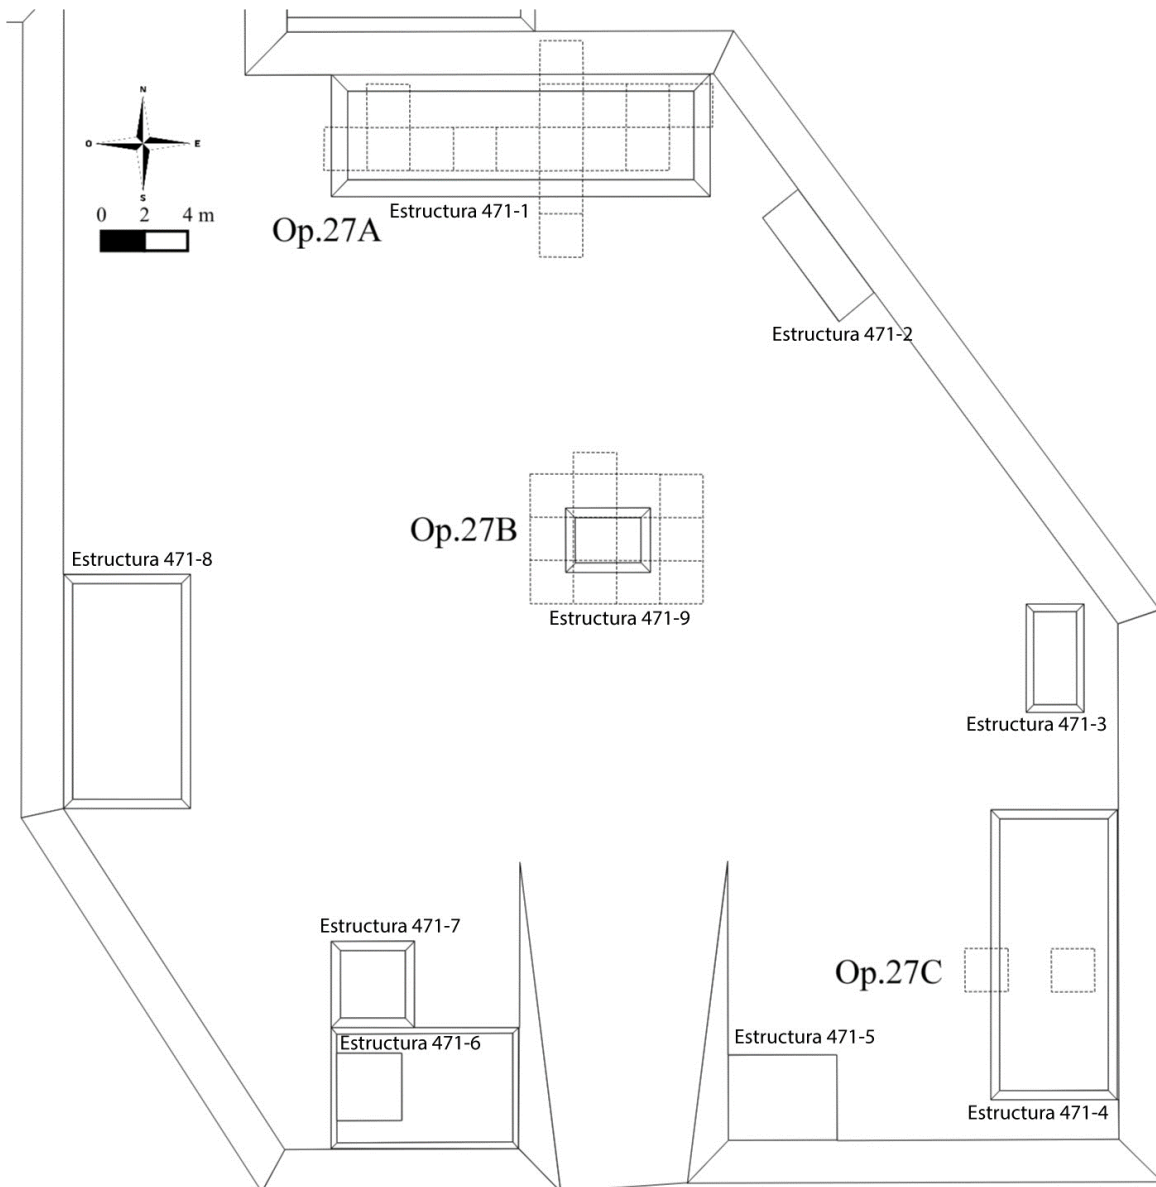 N
O E
S
0 2 4 m
Estructura 471-1
Op.27A
Estructura 471-2
Op.27B
Estructura 471-8
Estructura 471-9
Estructura 471-3
Estructura 471-7
Op.27C
Estructura 471-6
Estructura 471-5
Estructura 471-4